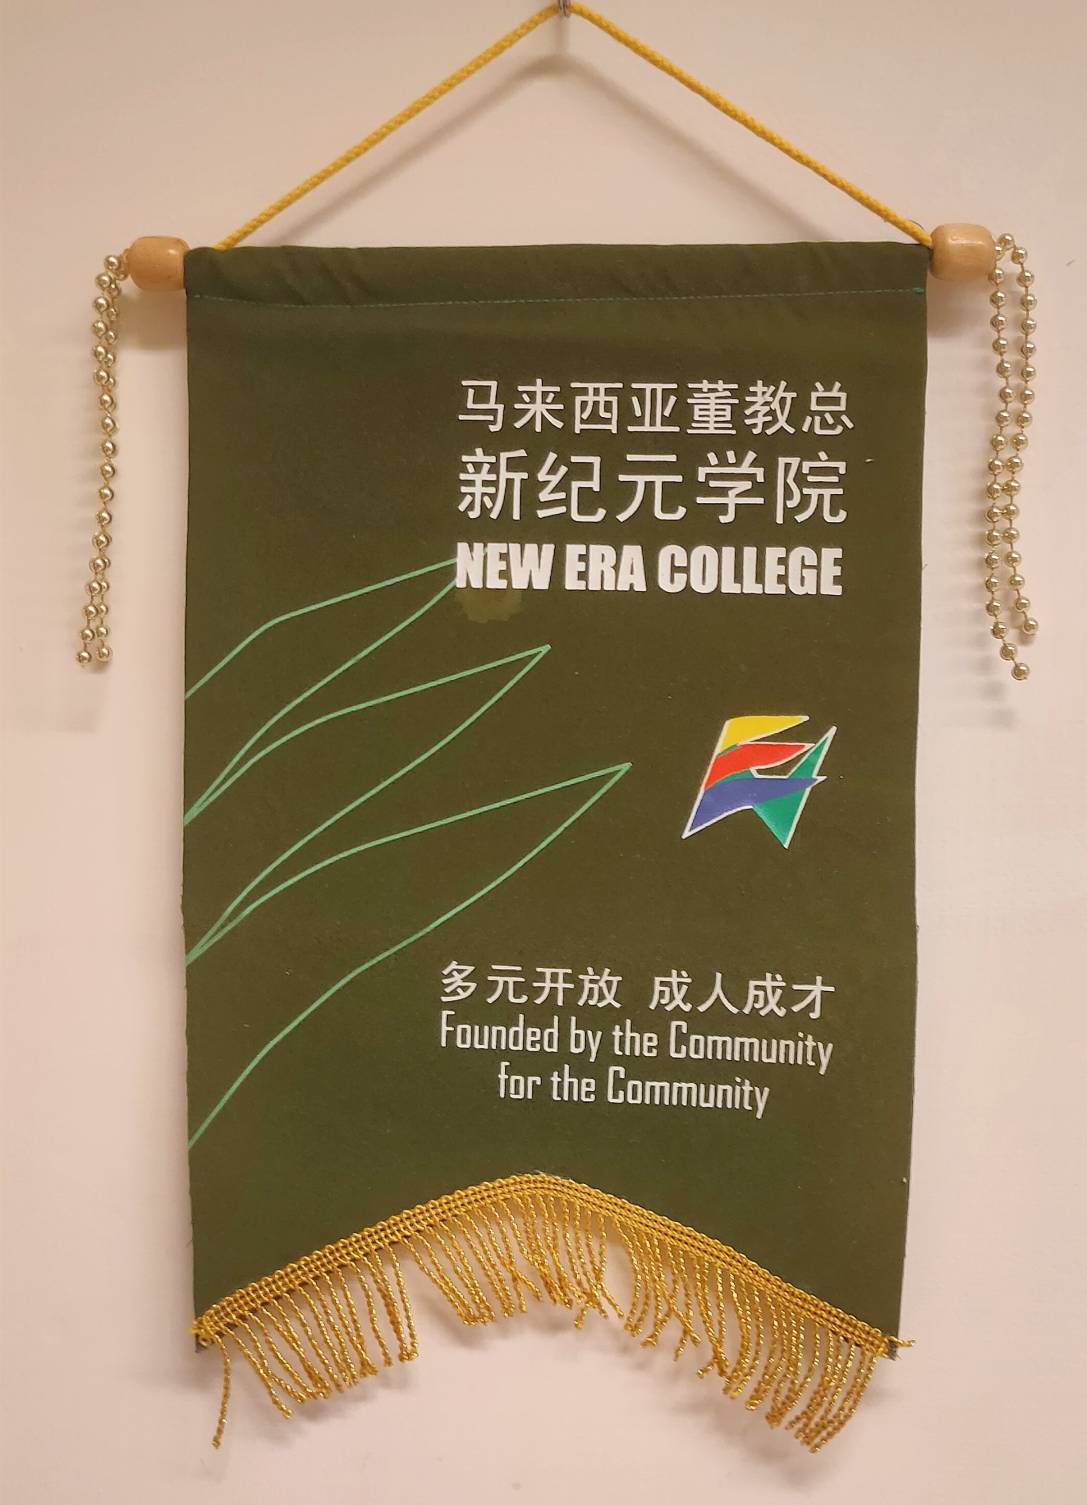 马来西亚董教总
新纪元学院
NEW ERA COLLEGE
多元开放 成人成才
Founded by the Community
for the Community